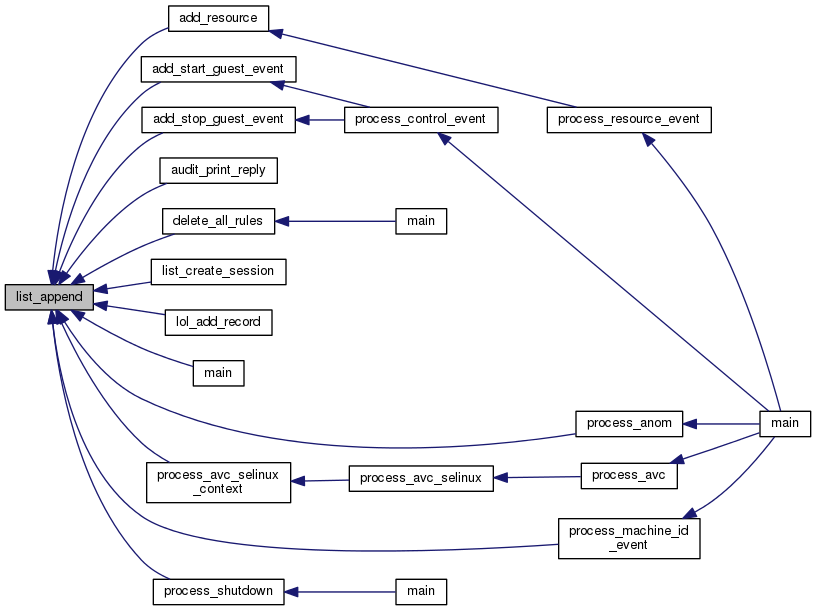 add_resource
add_start_guest_event
add_stop_guest_event
process_control_event
process_resource_event
audit_print_reply
delete_all_rules
main
list_create_session
list_append
lol_add_record
main
process_anom
main
process_avc_selinux
_context
process_avc_selinux
process_avc
process_machine_id
_event
process_shutdown
main